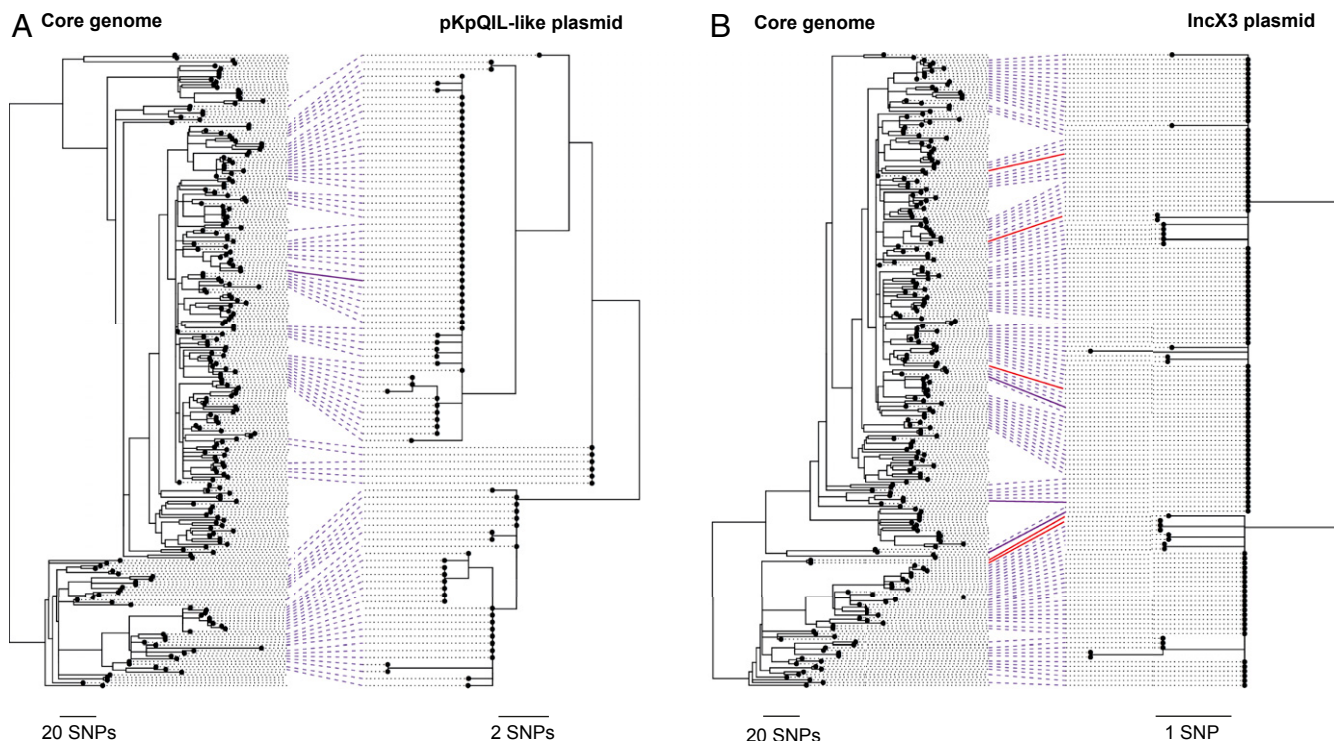 A
Core genome
pKpQIL-like plasmid
B
Core genome
IncX3 plasmid
20 SNPs
2 SNPs
20 SNPs
1 SNP